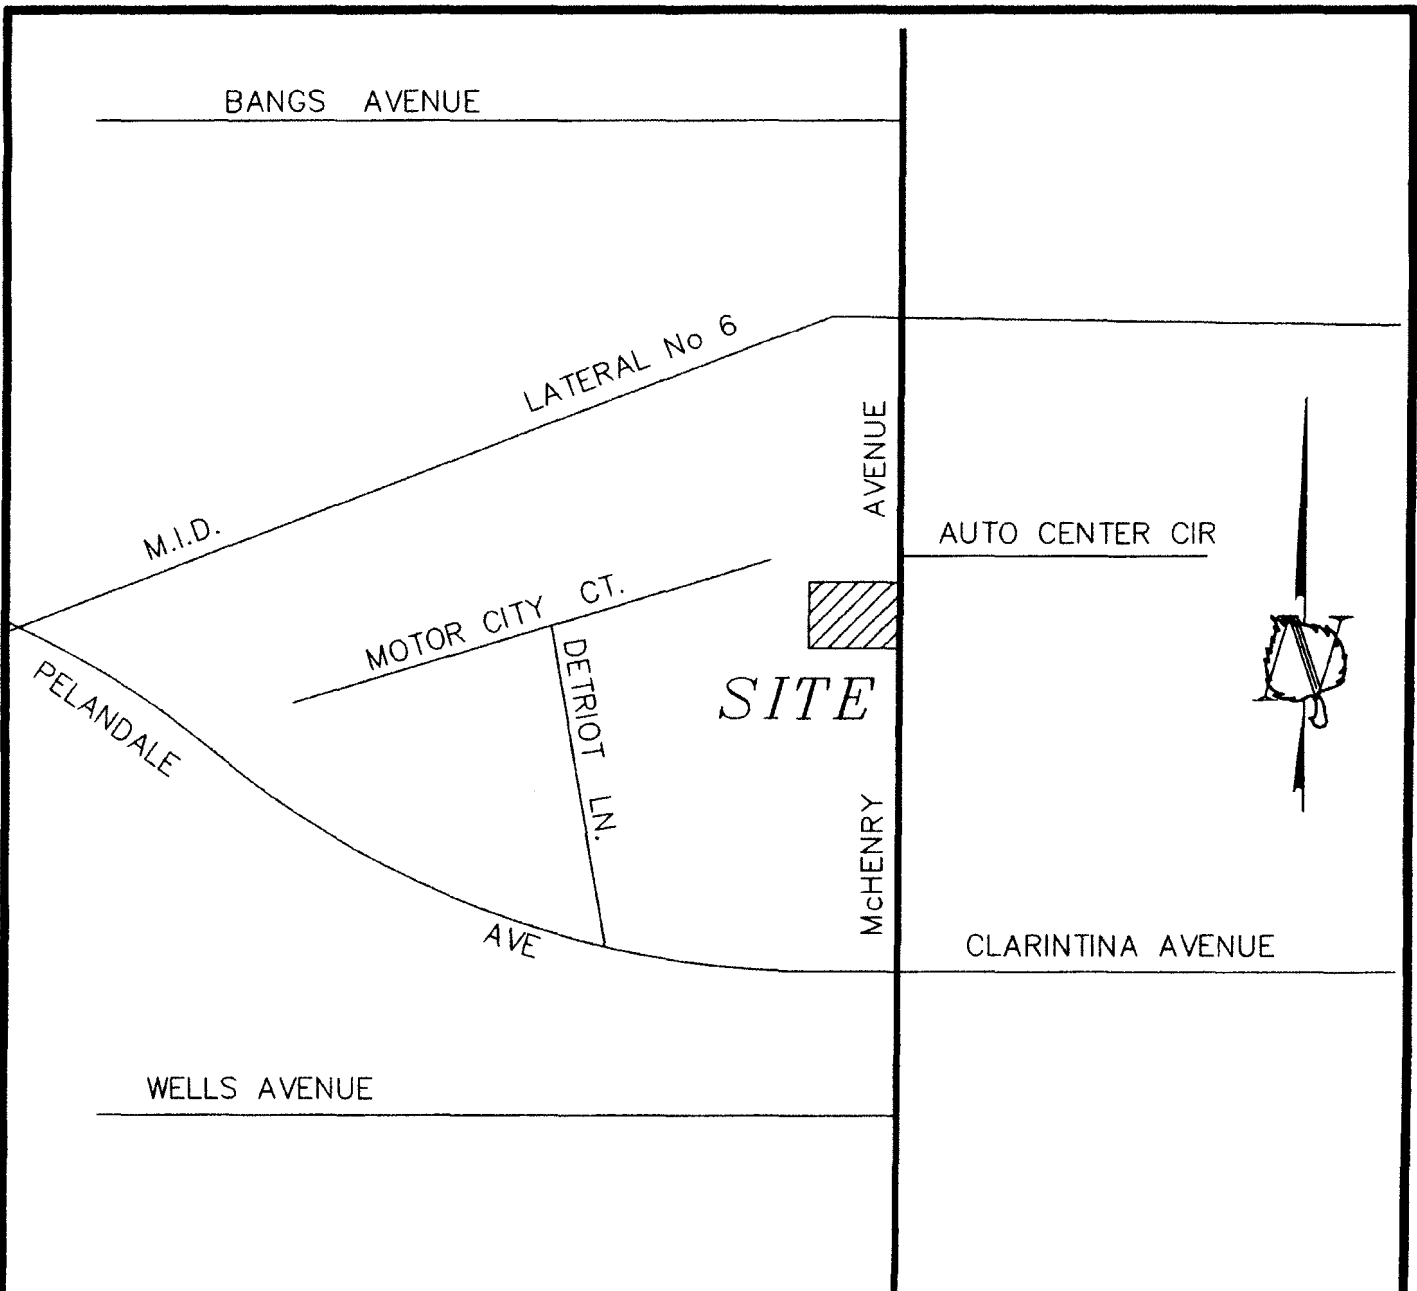 BANGS AVENUE
M.I.D. LATERAL No 6
McHENRY AVENUE
AUTO CENTER CIR
MOTOR CITY CT.
DETRIOT LN.
SITE
PELANDALE AVE
CLARINTINA AVENUE
WELLS AVENUE